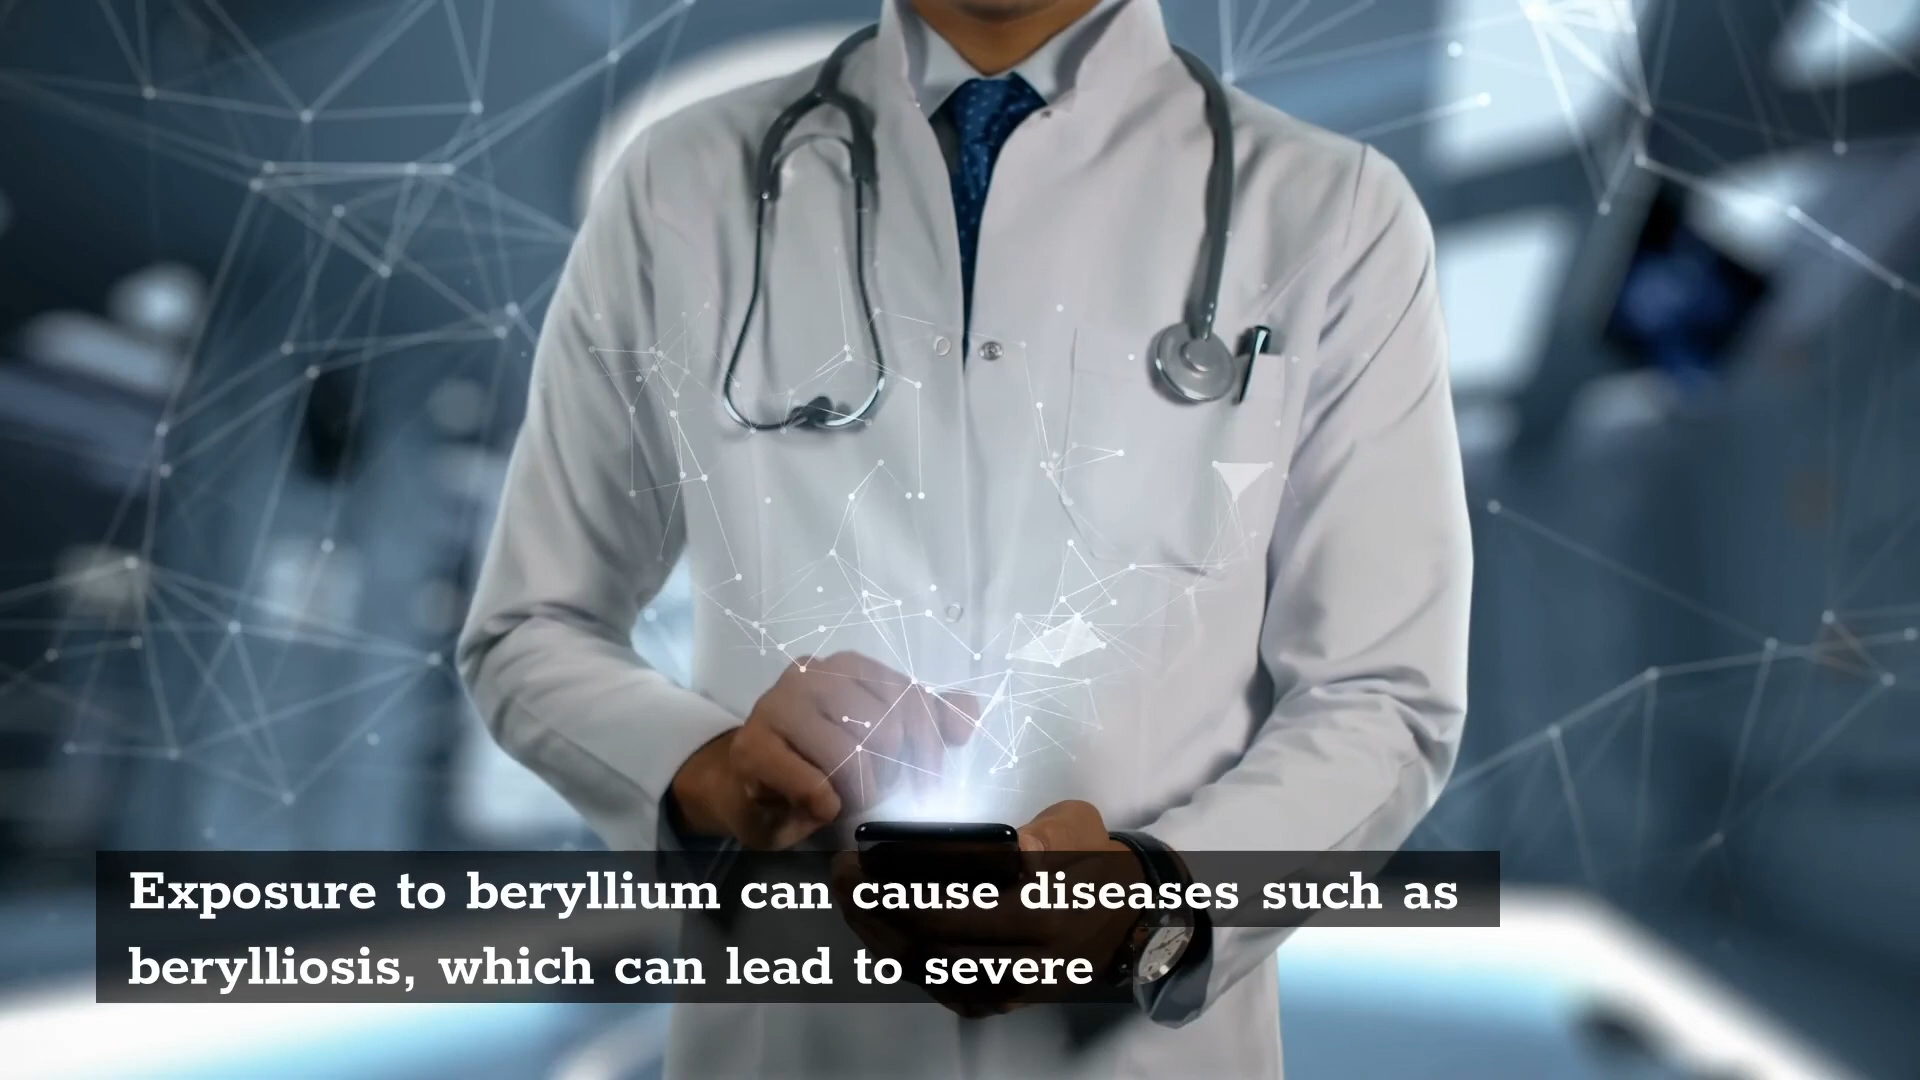 Exposure to beryllium can cause diseases such as
berylliosis, which can lead to severe